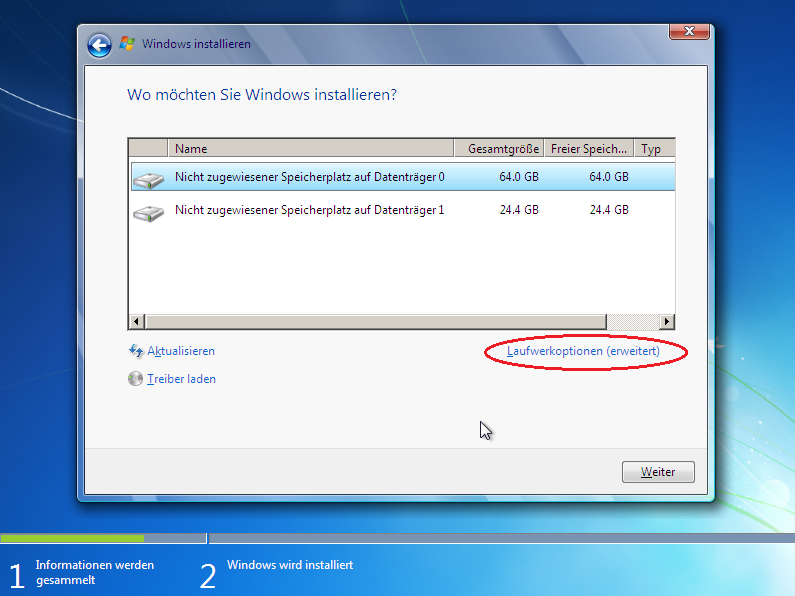 Windows installieren
Wo möchten Sie Windows installieren?
Name Gesamtgröße Freier Speich... Typ
Nicht zugewiesener Speicherplatz auf Datenträger 0 64.0 GB 64.0 GB
Nicht zugewiesener Speicherplatz auf Datenträger 1 24.4 GB 24.4 GB
Aktualisieren Laufwerkoptionen (erweitert)
Treiber laden
Weiter
1 Informationen werden
gesammelt
2 Windows wird installiert